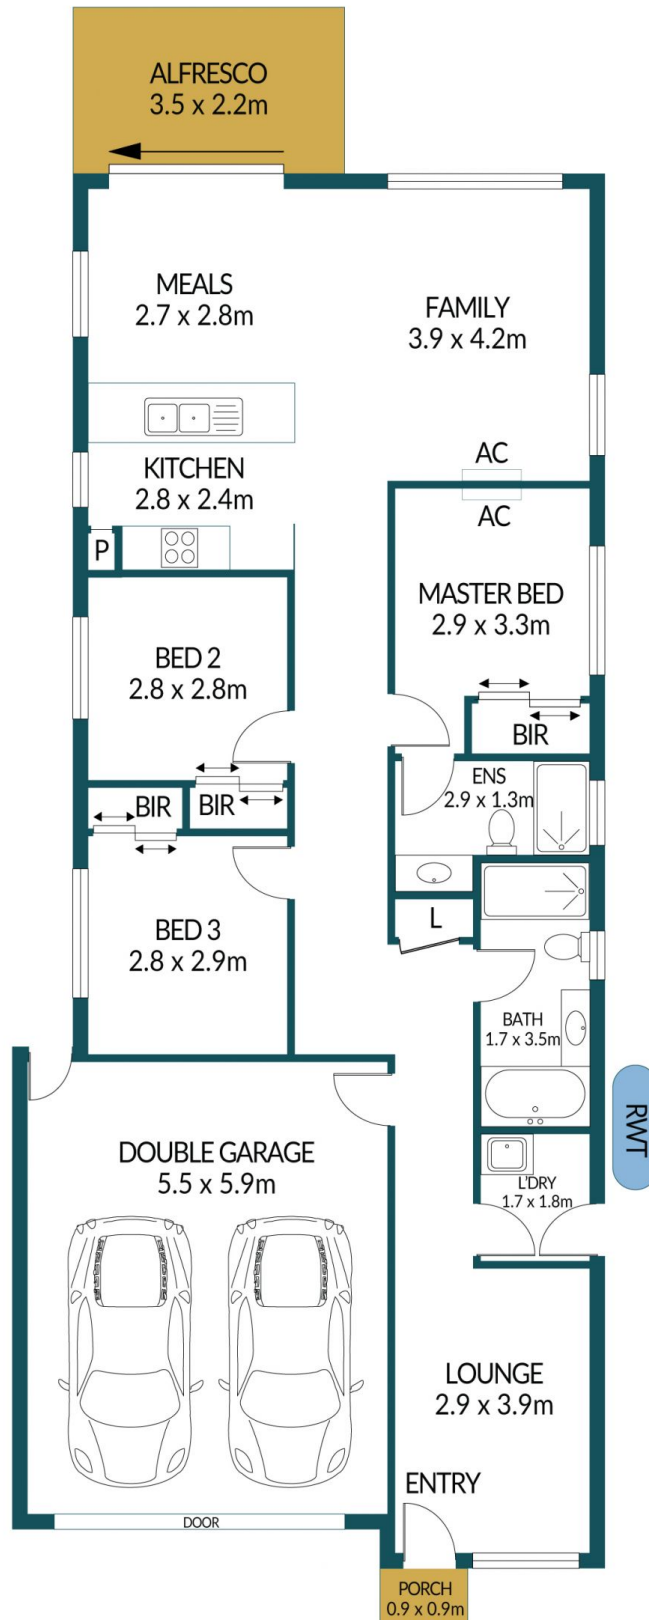 ALFRESCO
3.5 x 2.2m
MEALS
2.7 x 2.8m
FAMILY
3.9 x 4.2m
KITCHEN
2.8 x 2.4m
AC
AC
P
MASTER BED
2.9 x 3.3m
BED 2
2.8 x 2.8m
BIR
ENS
2.9 x 1.3m
BIR
BIR
L
BED 3
2.8 x 2.9m
BATH
1.7 x 3.5m
RWT
DOUBLE GARAGE
5.5 x 5.9m
L'DRY
1.7 x 1.8m
LOUNGE
2.9 x 3.9m
ENTRY
DOOR
PORCH
0.9 x 0.9m